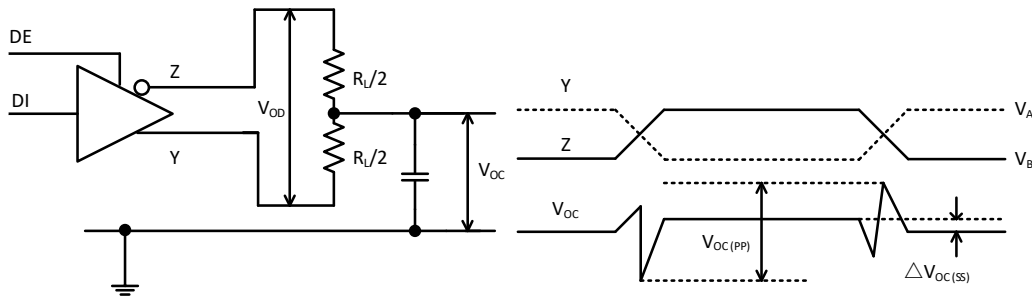 DE
Z
DI
V_OD
R_L/2
R_L/2
Y
V_OC
Y
V_A
Z
V_B
V_OC
V_OC(PP)
△V_OC(SS)